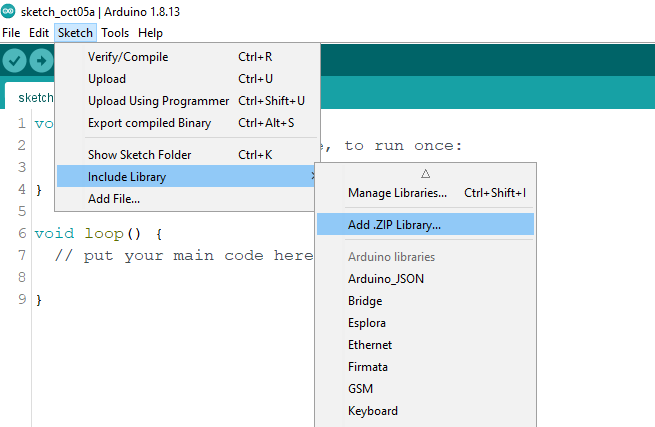 sketch_oct05a | Arduino 1.8.13
File Edit Sketch Tools Help
Verify/Compile Ctrl+R
Upload Ctrl+U
Upload Using Programmer Ctrl+Shift+U
Export compiled Binary Ctrl+Alt+S
Show Sketch Folder Ctrl+K
Include Library
Add File...
Manage Libraries... Ctrl+Shift+I
Add .ZIP Library...
Arduino libraries
Arduino_JSON
Bridge
Esplora
Ethernet
Firmata
GSM
Keyboard
sketch
1 vo
2 , to run once:
3
4 }
5
6 void loop() {
7 // put your main code here
8
9 }